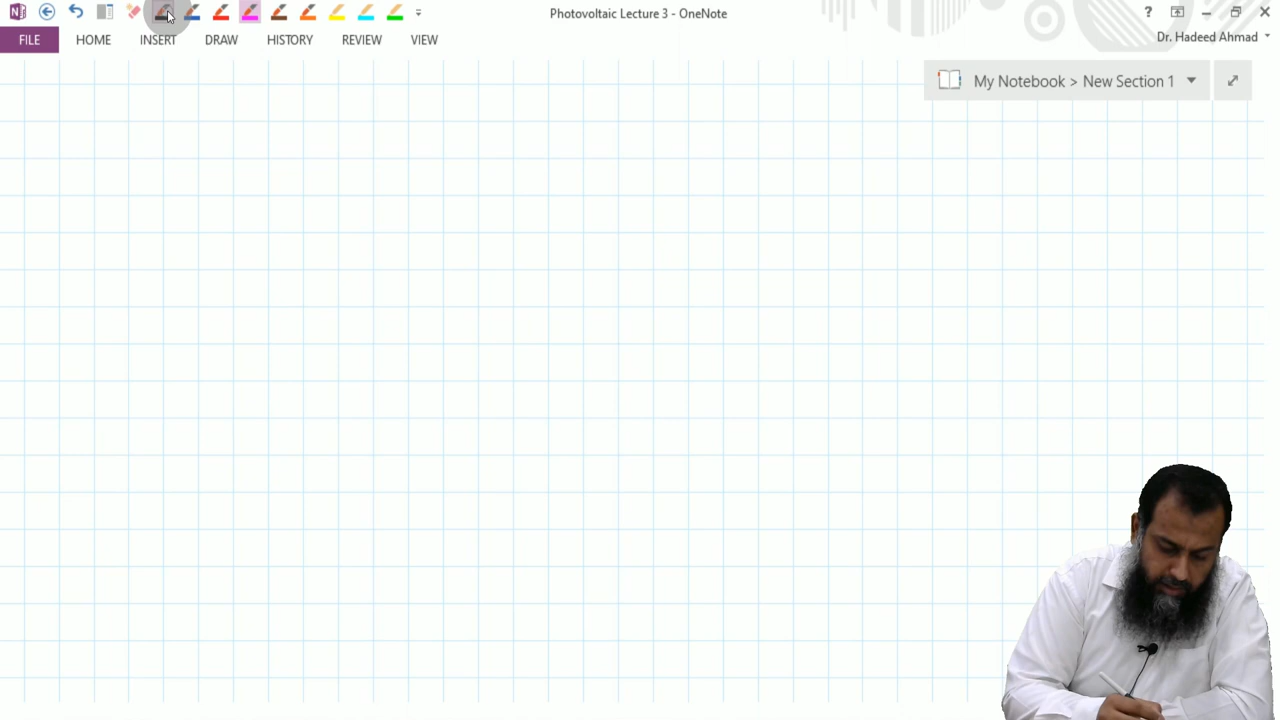 Photovoltaic Lecture 3 - OneNote
?
FILE HOME INSERT DRAW HISTORY REVIEW VIEW
Dr. Hadeed Ahmad
My Notebook > New Section 1